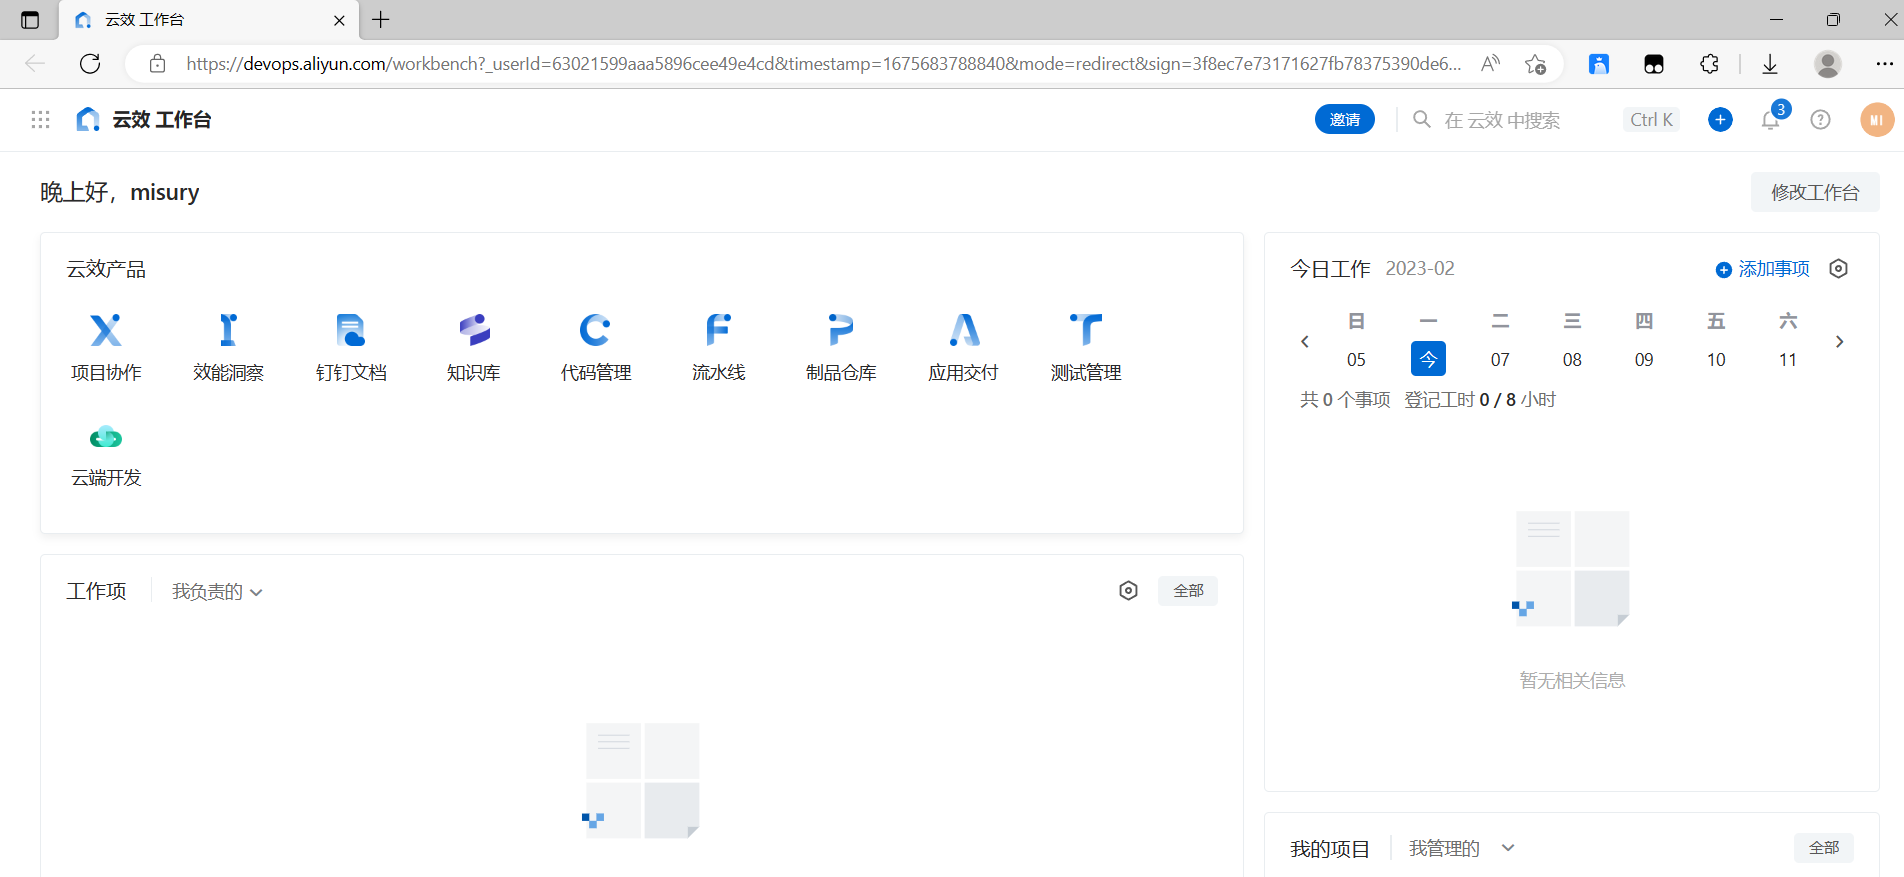 云效 工作台
https://devops.aliyun.com/workbench?_userId=63021599aaa5896cee49e4cd&timestamp=1675683788840&mode=redirect&sign=3f8ec7e73171627fb78375390de6...
云效 工作台
邀请
在 云效 中搜索
Ctrl K
3
MI
晚上好，misury
修改工作台
云效产品
项目协作
效能洞察
钉钉文档
知识库
代码管理
流水线
制品仓库
应用交付
测试管理
云端开发
今日工作 2023-02
添加事项
日 一 二 三 四 五 六
05 今 07 08 09 10 11
共 0 个事项 登记工时 0 / 8 小时
暂无相关信息
工作项 我负责的
全部
我的项目 我管理的
全部